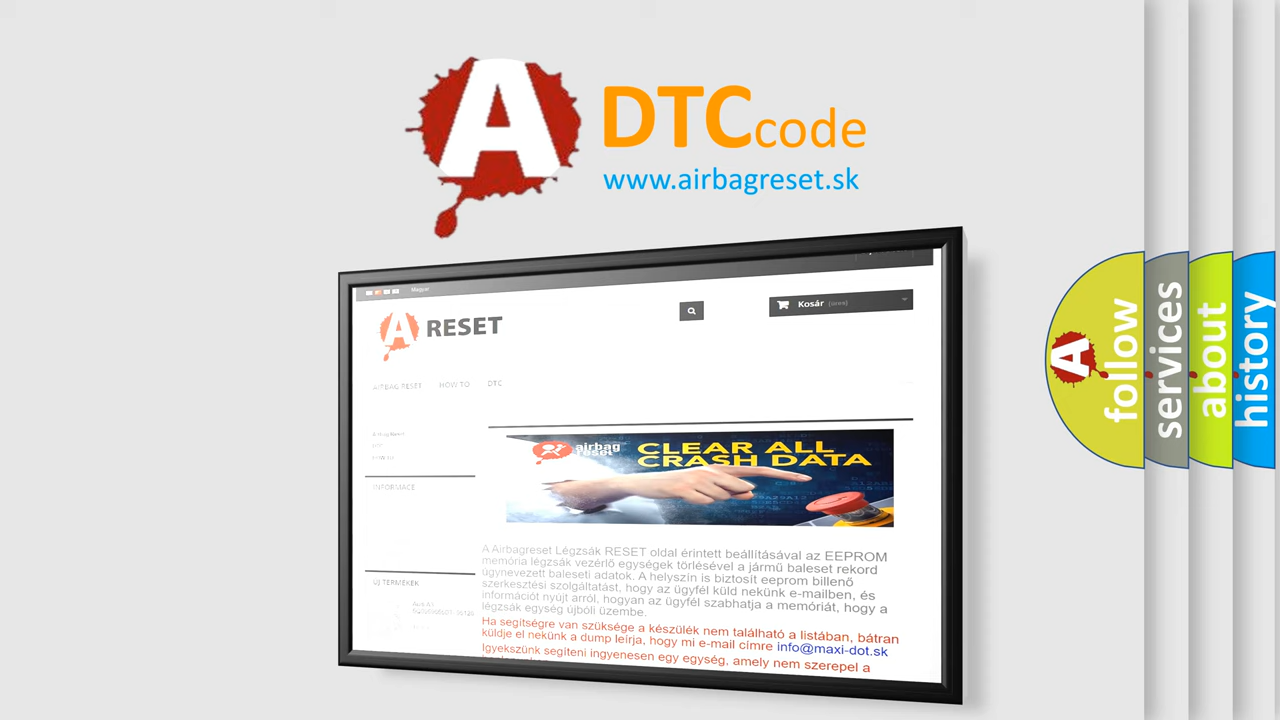 A DTCcode
www.airbagreset.sk
Magyar
A RESET
Kosár
AIRBAG RESET HOW TO DTC
INFORMACE
airbag
reset
CLEAR ALL
CRASH DATA
A Airbagreset Légzsák RESET oldal érintett beállításával az EEPROM
memória légzsák vezérlő egységek törlésével a jármű baleset rekord
úgynevezett baleseti adatok. A helyszín is biztosít eeprom billenő
szerkesztési szolgáltatást, hogy az ügyfél küld nekünk e-mailben, és
információt nyújt arról, hogyan az ügyfél szabhatja a memóriát, hogy a
légzsák egység újbóli üzembe.
Ha segítségre van szüksége a készülék nem található a listában, bátran
küldje el nekünk a dump leírja, hogy mi e-mail címre info@maxi-dot.sk
Igyekszünk segíteni ingyenesen egy egység, amely nem szerepel a
ÚJ TERMÉKEK
A follow
services
about
history